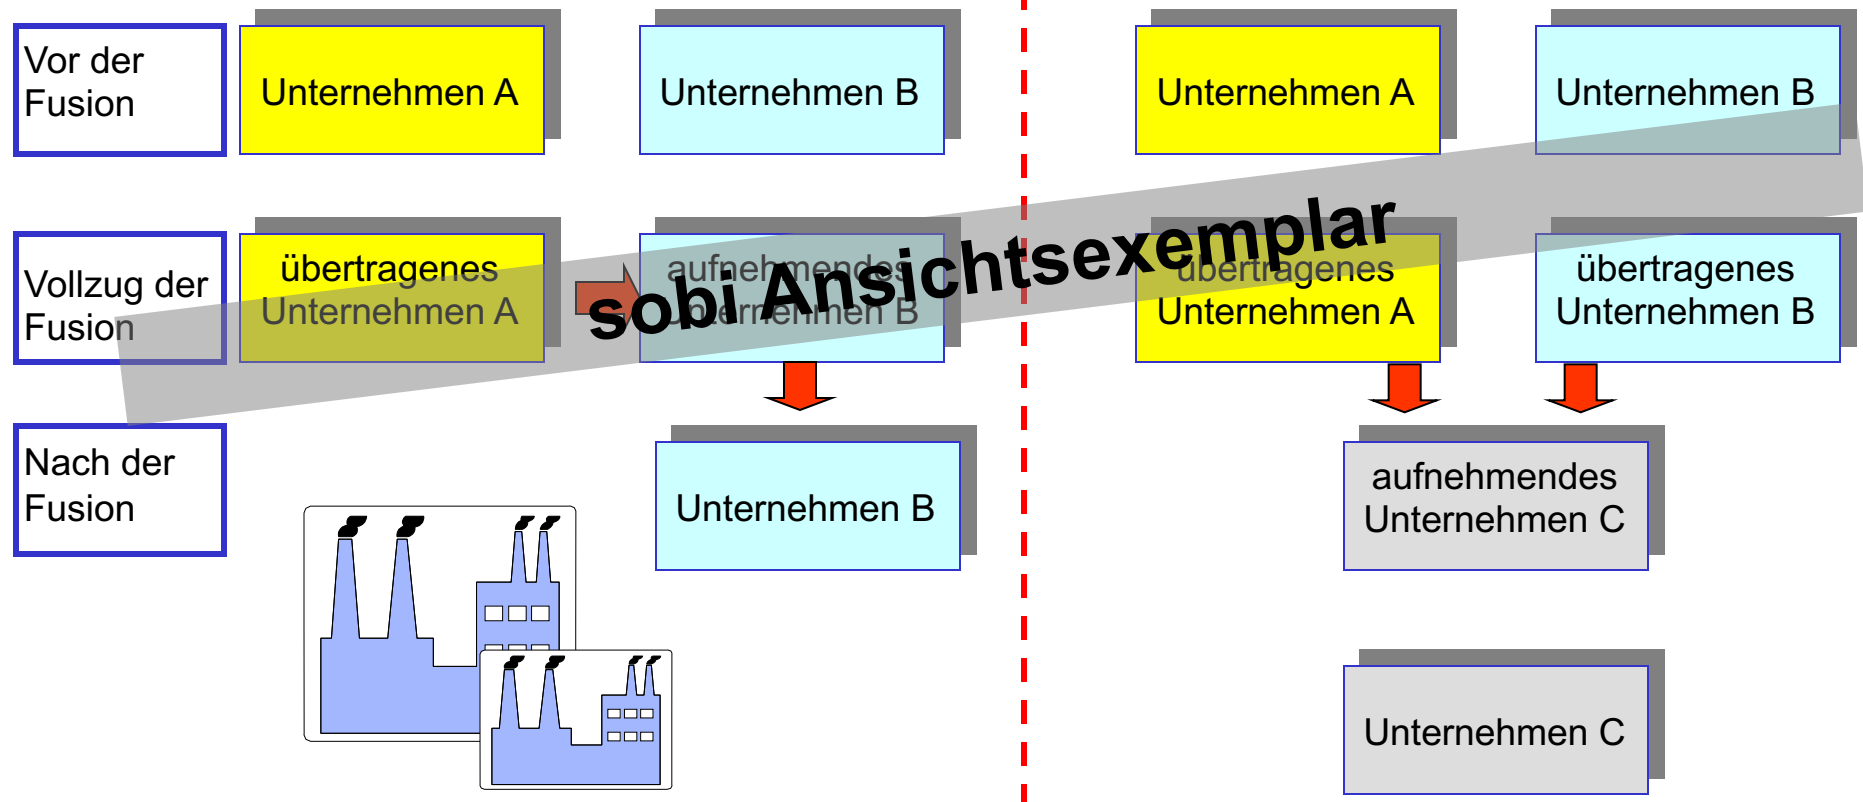 Vor der
Fusion
Unternehmen A
Unternehmen B
Unternehmen A
Unternehmen B
Vollzug der
Fusion
übertragenes
Unternehmen A
aufnehmendes
Unternehmen B
übertragenes
Unternehmen A
übertragenes
Unternehmen B
sobi Ansichtsexemplar
Nach der
Fusion
Unternehmen B
aufnehmendes
Unternehmen C
Unternehmen C